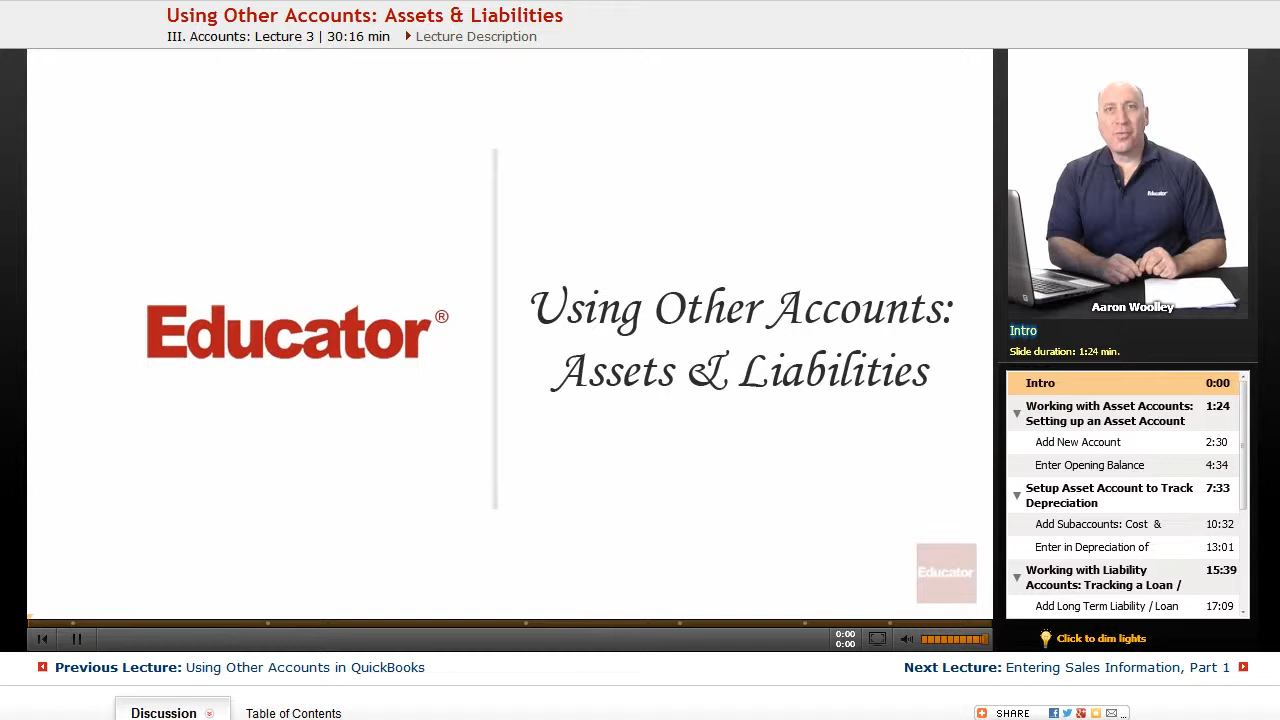 Using Other Accounts: Assets & Liabilities
III. Accounts: Lecture 3 | 30:16 min Lecture Description
Educator®
Using Other Accounts:
Assets & Liabilities
Educator
Educator
Aaron Woolley
Intro
Slide duration: 1:24 min.
Intro 0:00
Working with Asset Accounts: 1:24
Setting up an Asset Account
Add New Account 2:30
Enter Opening Balance 4:34
Setup Asset Account to Track 7:33
Depreciation
Add Subaccounts: Cost & 10:32
Enter in Depreciation of 13:01
Working with Liability 15:39
Accounts: Tracking a Loan /
Add Long Term Liability / Loan 17:09
0:00
0:00
Click to dim lights
Previous Lecture: Using Other Accounts in QuickBooks
Next Lecture: Entering Sales Information, Part 1
Discussion Table of Contents
SHARE ...